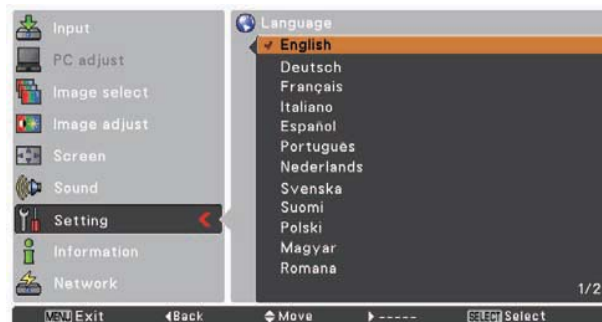 Input
PC adjust
Image select
Image adjust
Screen
Sound
Setting
Information
Network
Language
English
Deutsch
Français
Italiano
Español
Português
Nederlands
Svenska
Suomi
Polski
Magyar
Romana
1/2
MENU Exit ◀Back Move ▶----- SELECT Select